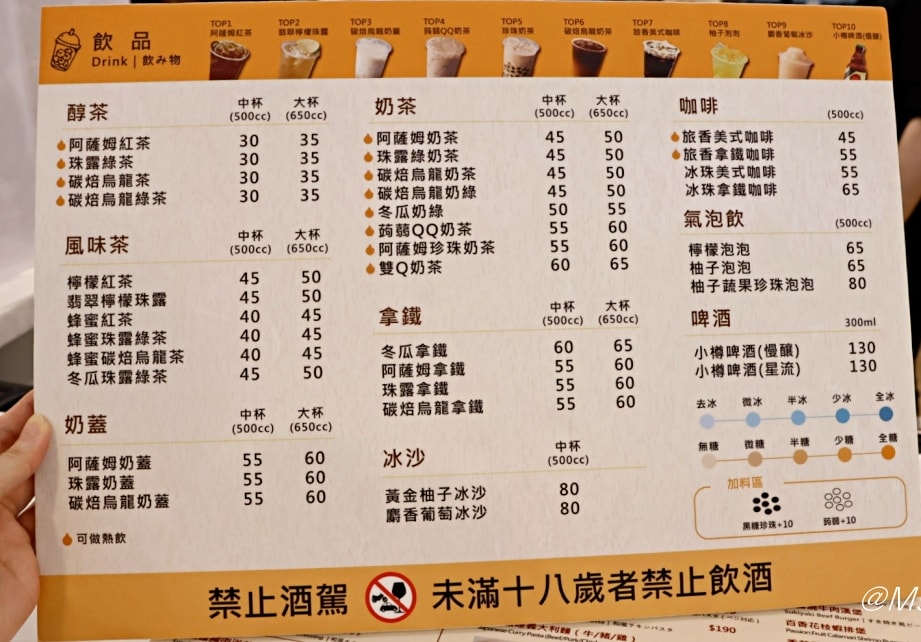 飲品
Drink | 飲み物
TOP1 阿薩姆紅茶
TOP2 翡翠檸檬珠露
TOP3 碳焙烏龍奶蓋
TOP4 蒟蒻QQ奶茶
TOP5 珍珠奶茶
TOP6 碳焙烏龍奶茶
TOP7 旅香美式咖啡
TOP8 柚子泡泡
TOP9 麝香葡萄冰沙
TOP10 小樽啤酒(慢釀)
醇茶 中杯(500cc) 大杯(650cc)
阿薩姆紅茶 30 35
珠露綠茶 30 35
碳焙烏龍茶 30 35
碳焙烏龍綠茶 30 35
風味茶 中杯(500cc) 大杯(650cc)
檸檬紅茶 45 50
翡翠檸檬珠露 45 50
蜂蜜紅茶 40 45
蜂蜜珠露綠茶 40 45
蜂蜜碳焙烏龍茶 40 45
冬瓜珠露綠茶 45 50
奶蓋 中杯(500cc) 大杯(650cc)
阿薩姆奶蓋 55 60
珠露奶蓋 55 60
碳焙烏龍奶蓋 55 60
可做熱飲
奶茶 中杯(500cc) 大杯(650cc)
阿薩姆奶茶 45 50
珠露綠奶茶 45 50
碳焙烏龍奶茶 45 50
碳焙烏龍奶綠 45 50
冬瓜奶綠 50 55
蒟蒻QQ奶茶 55 60
阿薩姆珍珠奶茶 55 60
雙Q奶茶 60 65
拿鐵 中杯(500cc) 大杯(650cc)
冬瓜拿鐵 60 65
阿薩姆拿鐵 55 60
珠露拿鐵 55 60
碳焙烏龍拿鐵 55 60
冰沙 中杯(500cc)
黃金柚子冰沙 80
麝香葡萄冰沙 80
咖啡 (500cc)
旅香美式咖啡 45
旅香拿鐵咖啡 55
冰珠美式咖啡 55
冰珠拿鐵咖啡 65
氣泡飲 (500cc)
檸檬泡泡 65
柚子泡泡 65
柚子蔬果珍珠泡泡 80
啤酒 300ml
小樽啤酒(慢釀) 130
小樽啤酒(星流) 130
去冰 微冰 半冰 少冰 全冰
無糖 微糖 半糖 少糖 全糖
加料區
黑糖珍珠+10 蒟蒻+10
禁止酒駕 未滿十八歲者禁止飲酒
$190
百香花枝蝦排堡